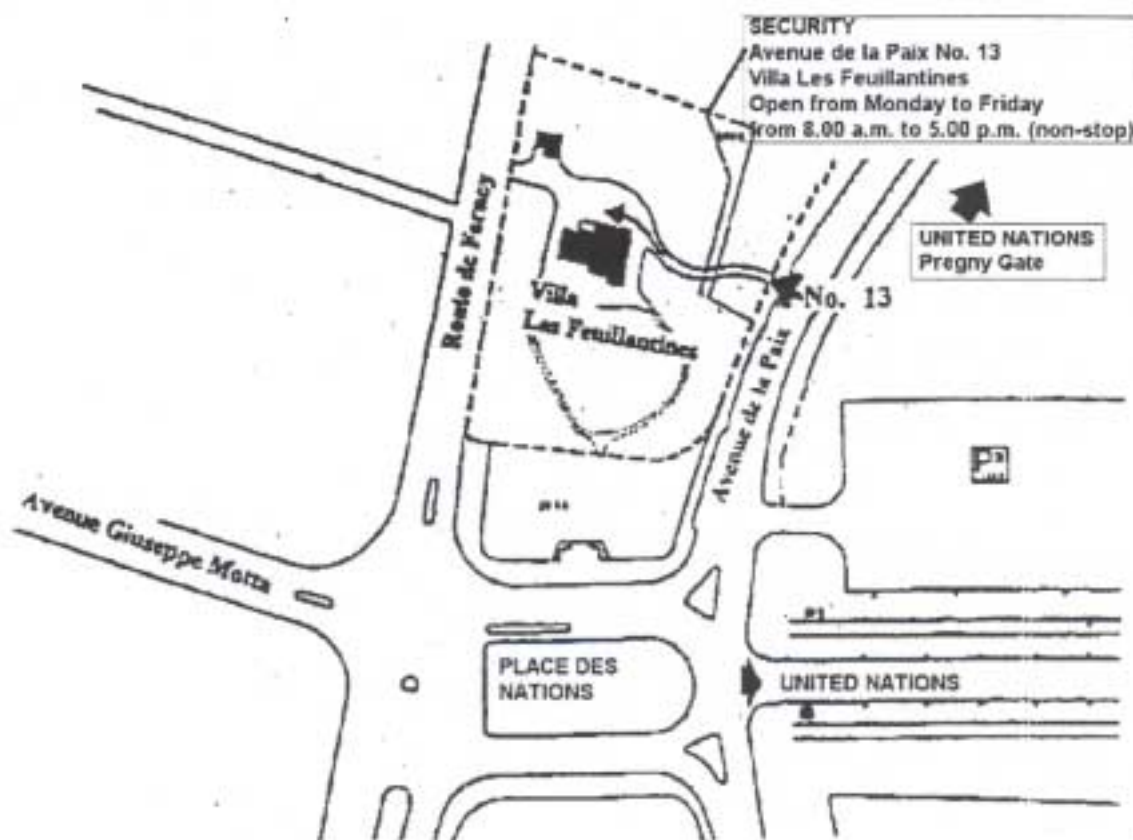 SECURITY
Avenue de la Paix No. 13
Villa Les Feuillantines
Open from Monday to Friday
from 8.00 a.m. to 5.00 p.m. (non-stop)
UNITED NATIONS
Pregny Gate
Route de Ferney
No. 13
Villa
Les Feuillantines
Avenue de la Paix
Avenue Giuseppe Motta
PLACE DES
NATIONS
UNITED NATIONS